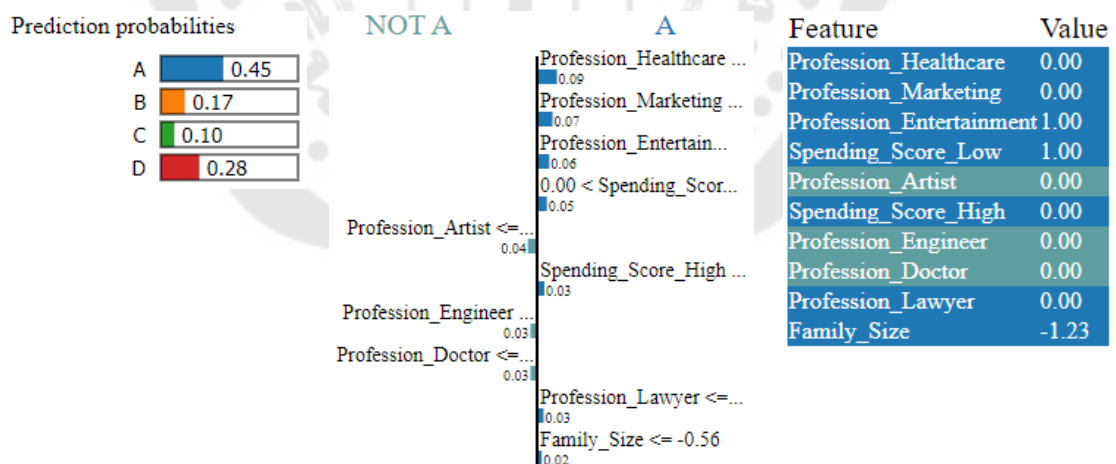 Prediction probabilities
A 0.45
B 0.17
C 0.10
D 0.28
NOT A A
Profession_Healthcare ...
0.09
Profession_Marketing ...
0.07
Profession_Entertain...
0.06
0.00 < Spending_Scor...
0.05
Profession_Artist <=...
0.04
Spending_Score_High ...
0.03
Profession_Engineer ...
0.03
Profession_Doctor <=...
0.03
Profession_Lawyer <=...
0.03
Family_Size <= -0.56
0.02
Feature Value
Profession_Healthcare 0.00
Profession_Marketing 0.00
Profession_Entertainment 1.00
Spending_Score_Low 1.00
Profession_Artist 0.00
Spending_Score_High 0.00
Profession_Engineer 0.00
Profession_Doctor 0.00
Profession_Lawyer 0.00
Family_Size -1.23